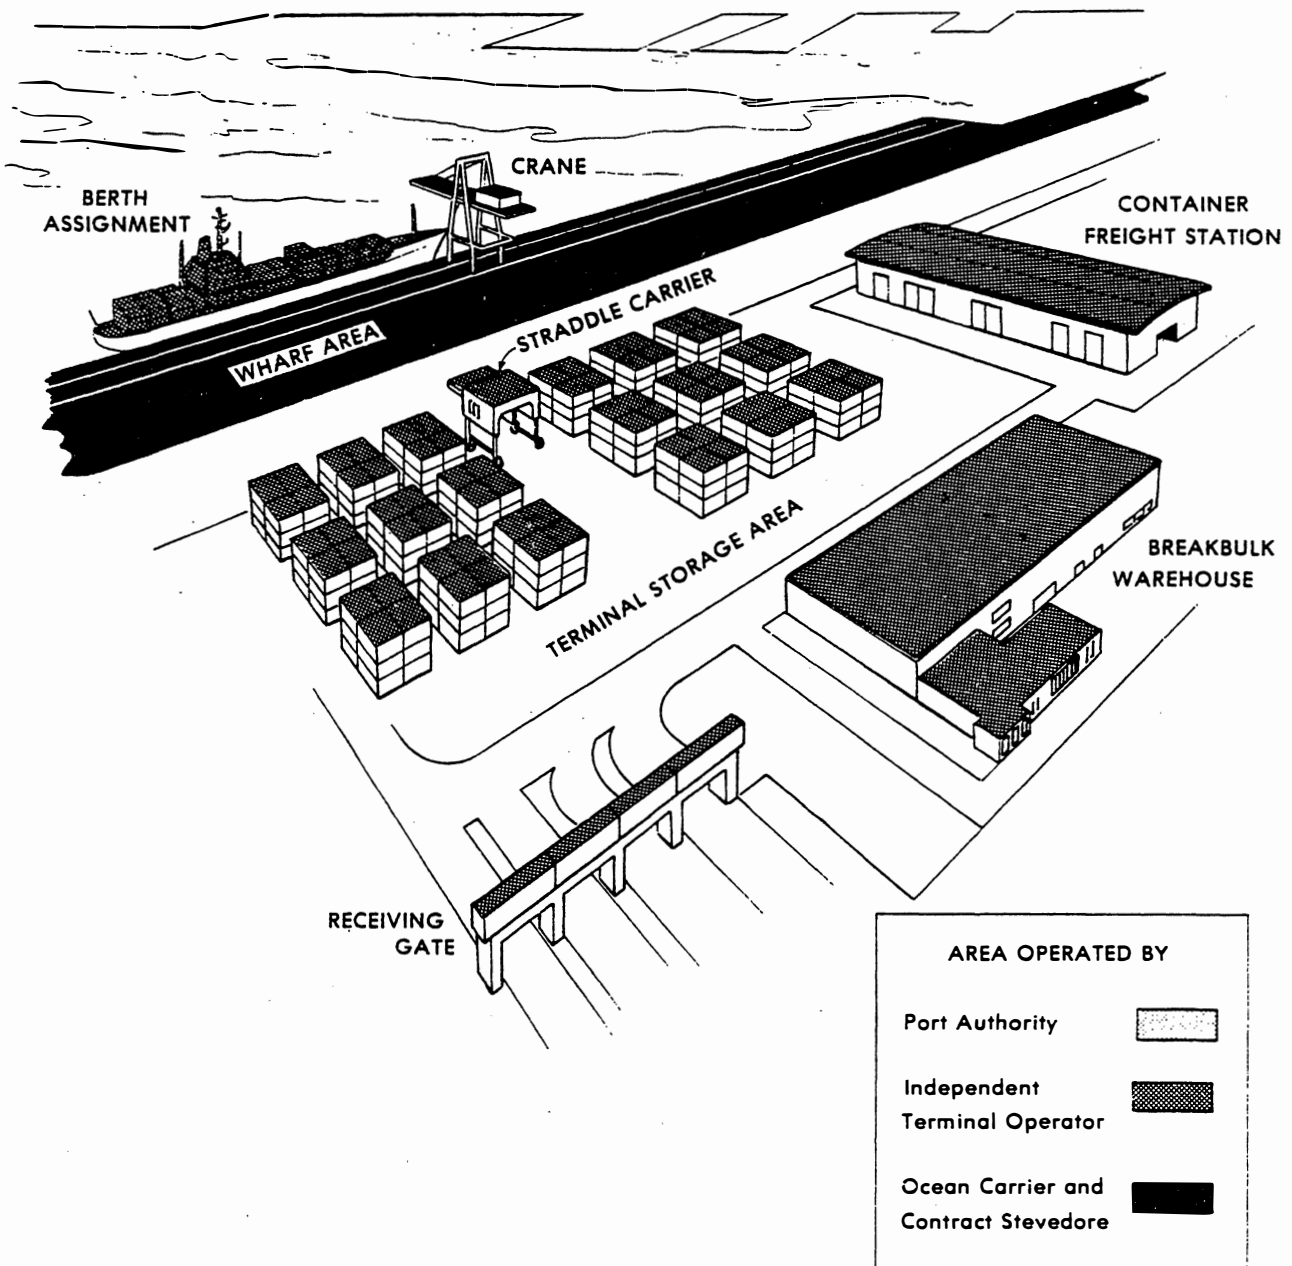 CRANE
BERTH
ASSIGNMENT
CONTAINER
FREIGHT STATION
STRADDLE CARRIER
WHARF AREA
TERMINAL STORAGE AREA
BREAKBULK
WAREHOUSE
RECEIVING
GATE
AREA OPERATED BY
Port Authority
Independent
Terminal Operator
Ocean Carrier and
Contract Stevedore